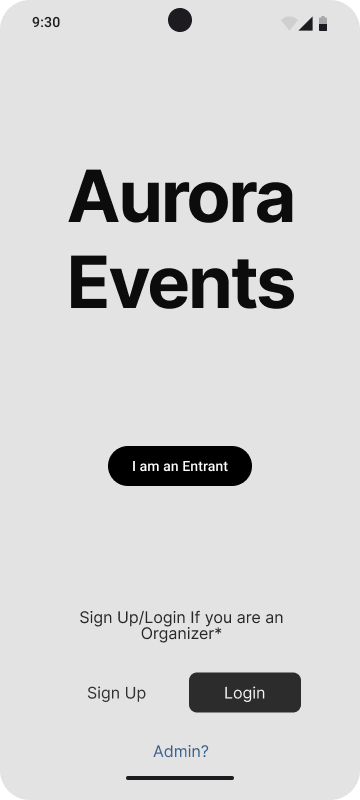 9:30
Aurora
Events
I am an Entrant
Sign Up/Login If you are an
Organizer*
Sign Up
Login
Admin?